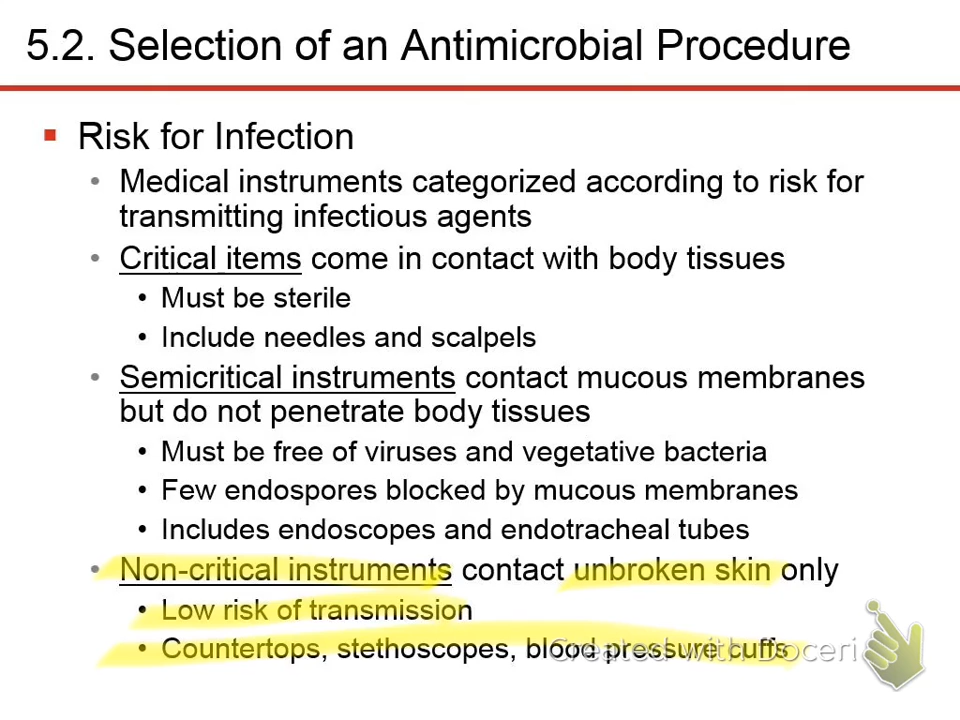 5.2. Selection of an Antimicrobial Procedure
▪ Risk for Infection
• Medical instruments categorized according to risk for
transmitting infectious agents
• Critical items come in contact with body tissues
• Must be sterile
• Include needles and scalpels
• Semicritical instruments contact mucous membranes
but do not penetrate body tissues
• Must be free of viruses and vegetative bacteria
• Few endospores blocked by mucous membranes
• Includes endoscopes and endotracheal tubes
• Non-critical instruments contact unbroken skin only
• Low risk of transmission
• Countertops, stethoscopes, blood pressure cuffs
Created with Doceri